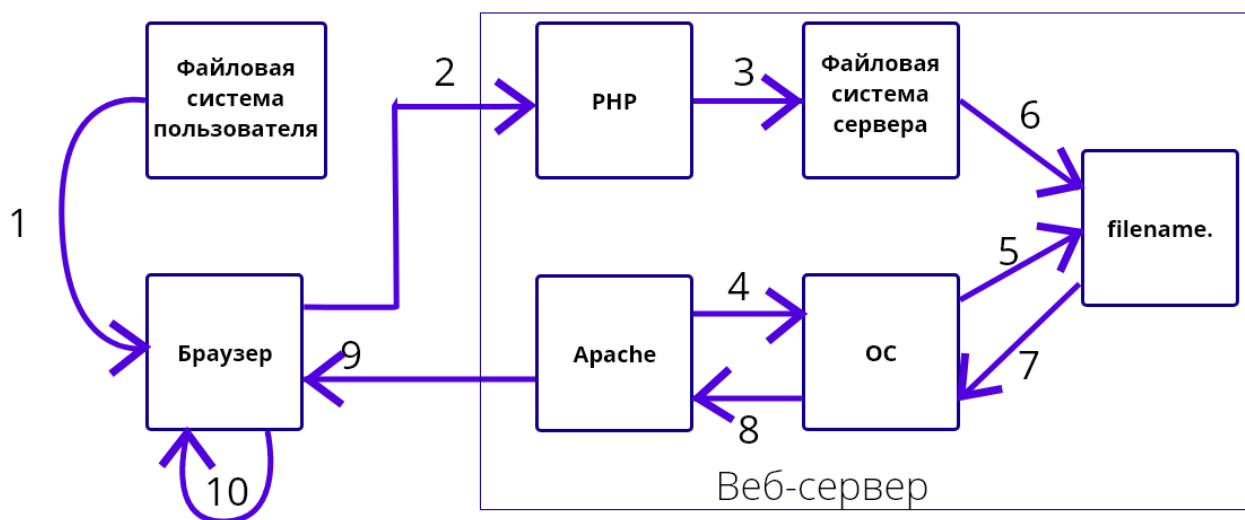 Файловая
система
пользователя
2
PHP
3
Файловая
система
сервера
6
1
filename.
5
4
Браузер
9
Apache
ОС
7
8
10
Веб-сервер